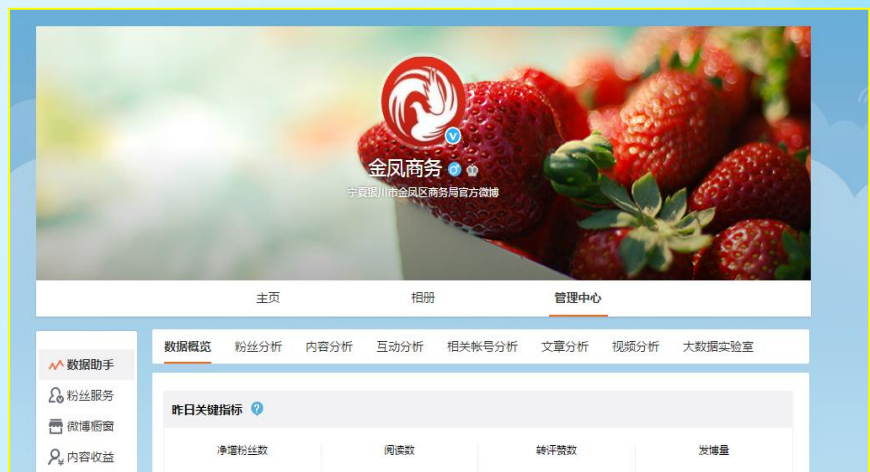 金凤商务
宁夏银川市金凤区商务局官方微博
主页 相册 管理中心
数据概览 粉丝分析 内容分析 互动分析 相关帐号分析 文章分析 视频分析 大数据实验室
数据助手
粉丝服务
微博橱窗
内容收益
昨日关键指标 ?
净增粉丝数 阅读数 转评赞数 发博量